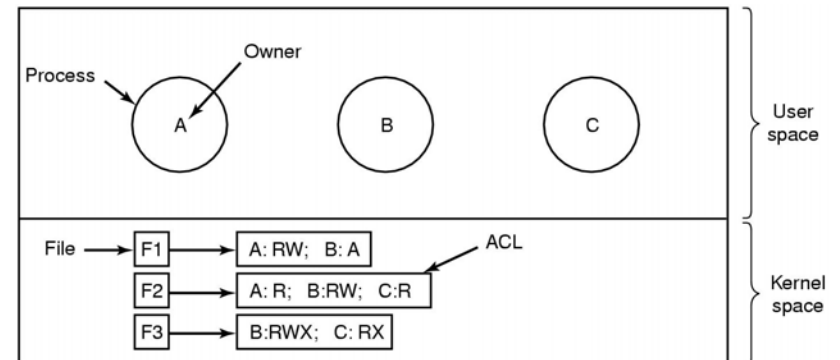 Owner
Process
A
B
C
User
space
File
F1
A: RW; B: A
ACL
F2
A: R; B:RW; C:R
F3
B:RWX; C: RX
Kernel
space